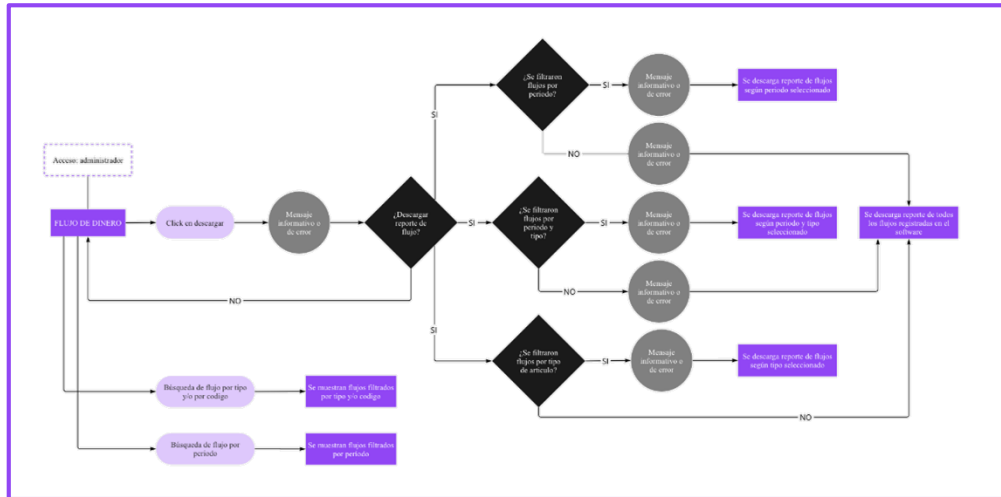 ¿Se filtraron
flujos por
periodo?
SI
Mensaje
informativo o
de error
Se descarga reporte de flujos
según periodo seleccionado
SI
NO
Mensaje
informativo o
de error
Acceso: administrador
FLUJO DE DINERO
Click en descargar
Mensaje
informativo o
de error
¿Descargar
reporte de
flujo?
SI
¿Se filtraron
flujos por
periodo y
tipo?
SI
Mensaje
informativo o
de error
Se descarga reporte de flujos
según periodo y tipo
seleccionado
Se descarga reporte de todos
los flujos registradas en el
software
NO
NO
Mensaje
informativo o
de error
SI
¿Se filtraron
flujos por tipo
de articulo?
SI
Mensaje
informativo o
de error
Se descarga reporte de flujos
según tipo seleccionado
NO
Búsqueda de flujo por tipo
y/o por codigo
Se muestran flujos filtrados
por tipo y/o codigo
Búsqueda de flujo por
periodo
Se muestran flujos filtrados
por periodo